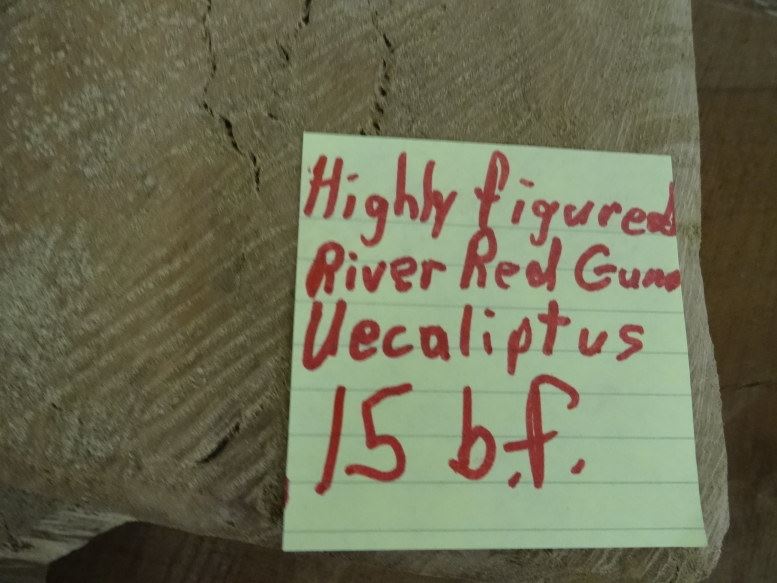 Highly figured
River Red Gum
Uecaliptus
15 b.f.